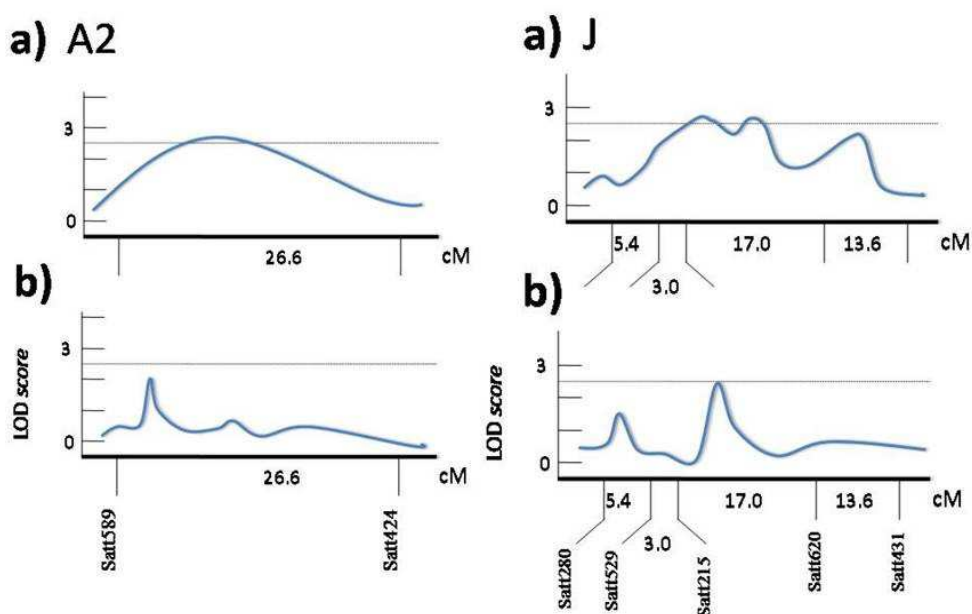 a) A2
3
0
26.6 cM
b)
LOD score
3
0
26.6 cM
Satt589
Satt424
a) J
3
0
5.4 17.0 13.6 cM
3.0
b)
LOD score
3
0
5.4 17.0 13.6 cM
3.0
Satt280
Satt529
Satt215
Satt620
Satt431